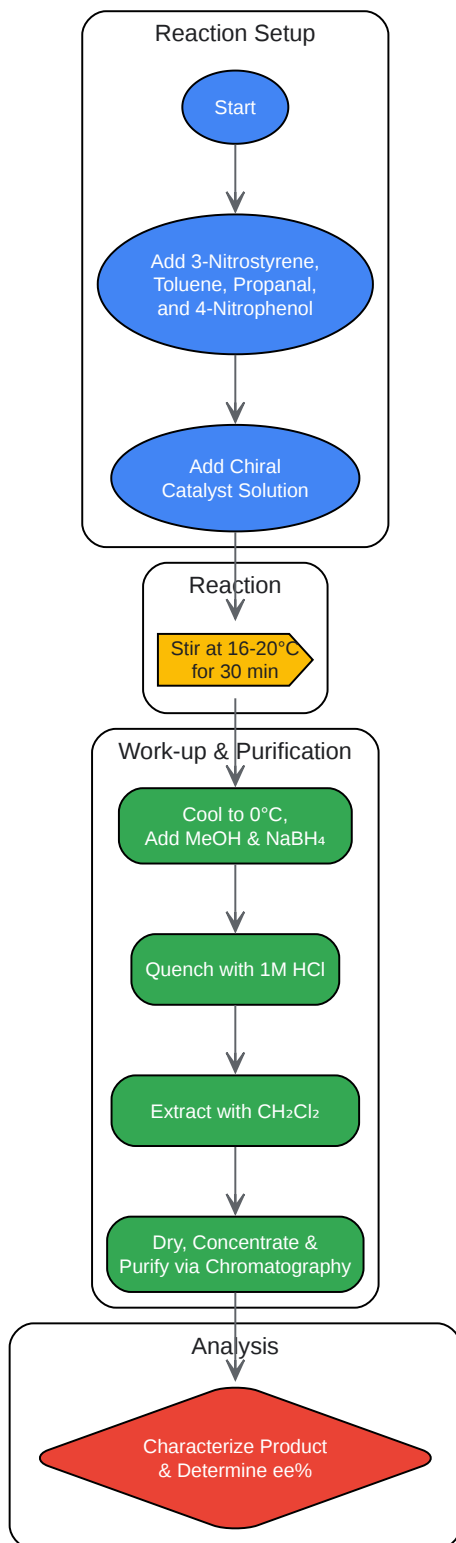 Reaction Setup
Start
Add 3-Nitrostyrene,
Toluene, Propanal,
and 4-Nitrophenol
Add Chiral
Catalyst Solution
Reaction
Stir at 16-20°C
for 30 min
Work-up & Purification
Cool to 0°C,
Add MeOH & NaBH₄
Quench with 1M HCl
Extract with CH₂Cl₂
Dry, Concentrate &
Purify via Chromatography
Analysis
Characterize Product
& Determine ee%